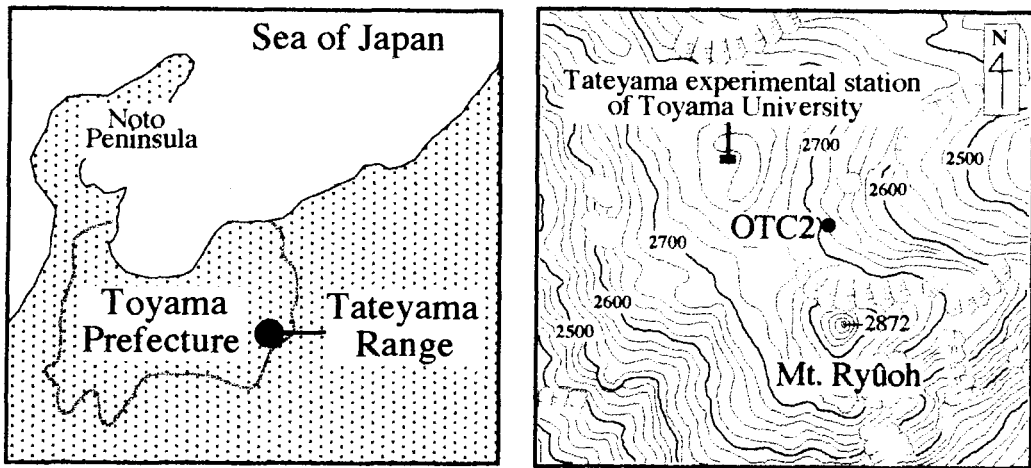 Sea of Japan
Noto
Peninsula
Toyama
Prefecture
Tateyama
Range
N
Tateyama experimental station
of Toyama University
2700
2500
2600
OTC2
2700
2600
2500
2872
Mt. Ryûoh